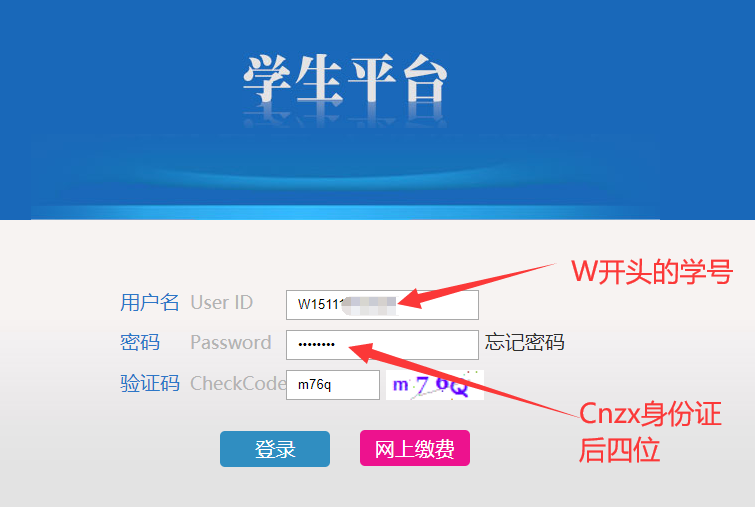 学生平台
W开头的学号
用户名 User ID W1511
密码 Password •••••••• 忘记密码
验证码 CheckCode m76q m76Q
Cnzx身份证
后四位
登录 网上缴费